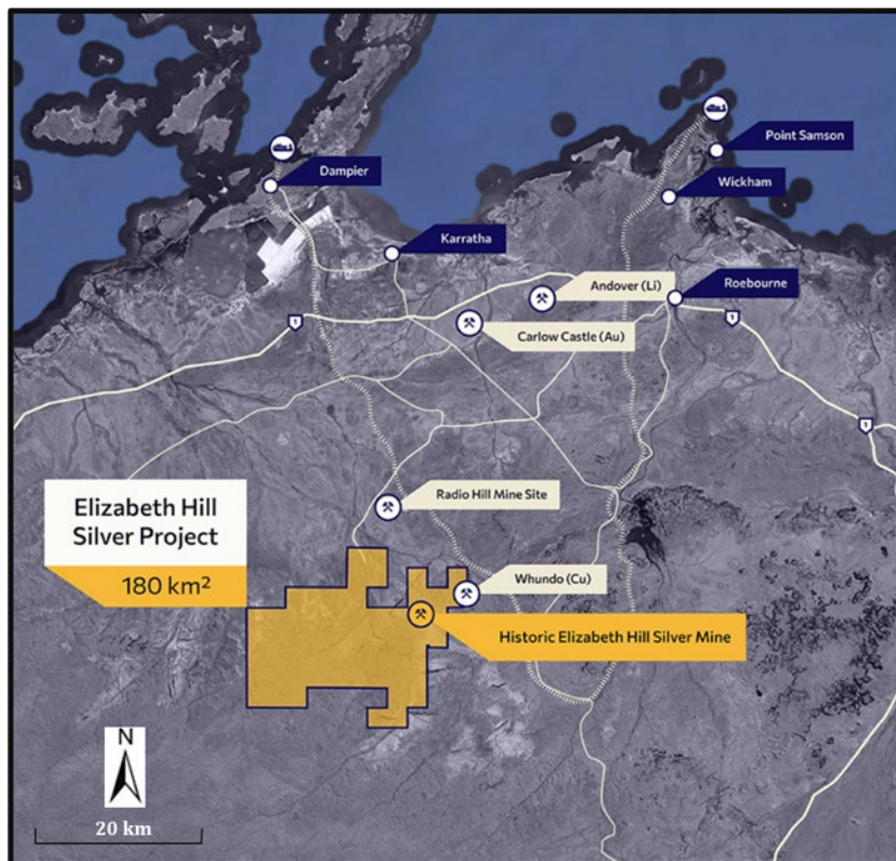 Point Samson
Dampier
Wickham
Karratha
Andover (Li)
Roebourne
1
1
Carlow Castle (Au)
1
Radio Hill Mine Site
Elizabeth Hill
Silver Project
180 km²
Whundo (Cu)
Historic Elizabeth Hill Silver Mine
N
20 km